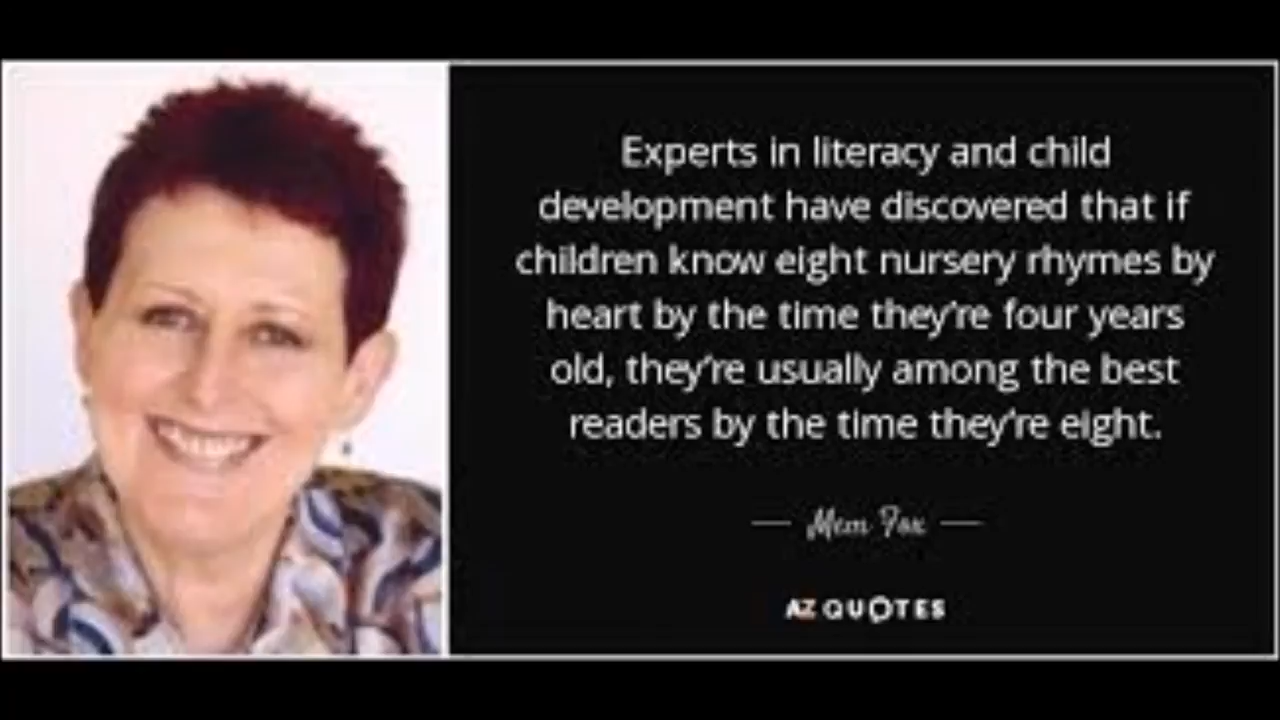 Experts in literacy and child
development have discovered that if
children know eight nursery rhymes by
heart by the time they're four years
old, they're usually among the best
readers by the time they're eight.
— Mem Fox —
AZ QUOTES